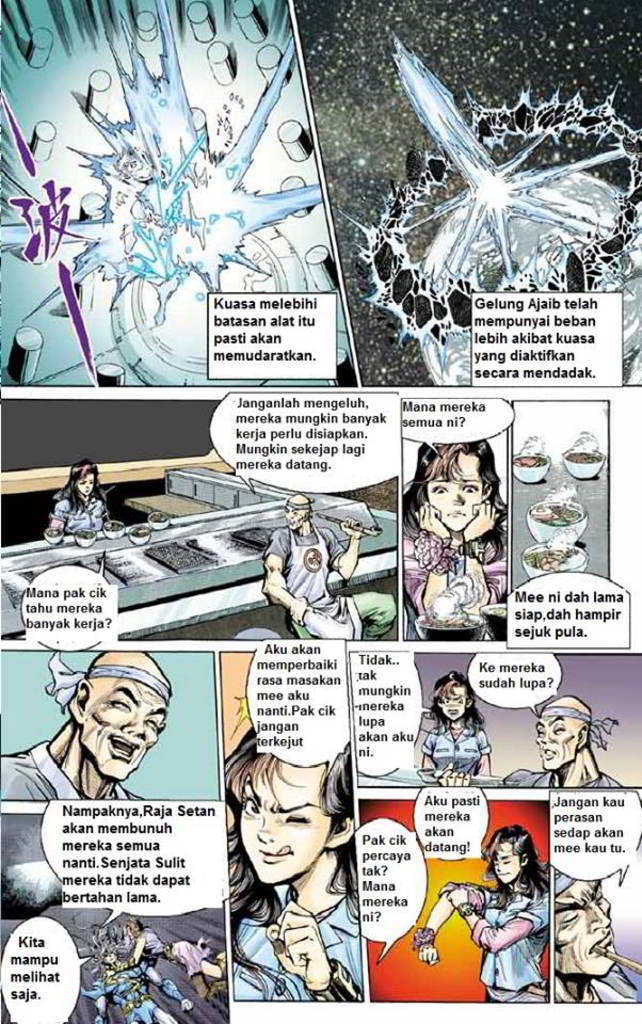 波
Kuasa melebihi
batasan alat itu
pasti akan
memudaratkan.
Gelung Ajaib telah
mempunyai beban
lebih akibat kuasa
yang diaktifkan
secara mendadak.
Janganlah mengeluh,
mereka mungkin banyak
kerja perlu disiapkan.
Mungkin sekejap lagi
mereka datang.
Mana pak cik
tahu mereka
banyak kerja?
Mana mereka
semua ni?
Mee ni dah lama
siap,dah hampir
sejuk pula.
Aku akan
memperbaiki
rasa masakan
mee aku
nanti.Pak cik
jangan
terkejut
Tidak..
tak
mungkin
mereka
lupa
akan aku
ni.
Ke mereka
sudah lupa?
Nampaknya,Raja Setan
akan membunuh
mereka semua
nanti.Senjata Sulit
mereka tidak dapat
bertahan lama.
Kita
mampu
melihat
saja.
Pak cik
percaya
tak?
Mana
mereka
ni?
Aku pasti
mereka
akan
datang!
Jangan kau
perasan
sedap akan
mee kau tu.